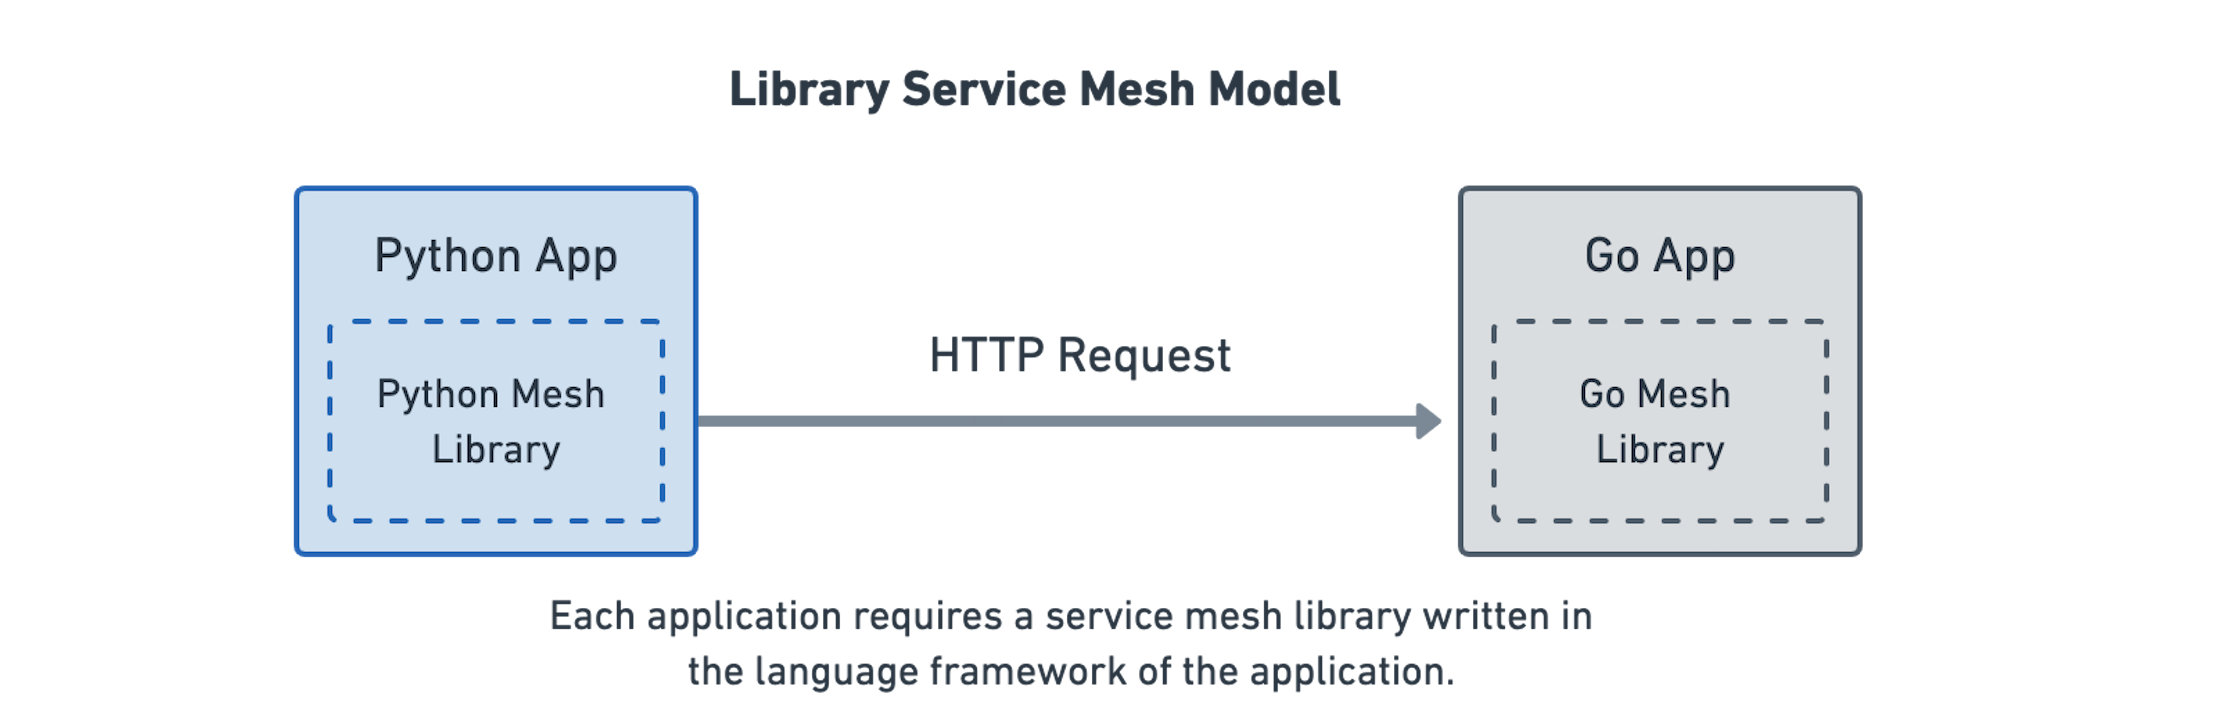 Library Service Mesh Model
Python App
Python Mesh
Library
HTTP Request
Go App
Go Mesh
Library
Each application requires a service mesh library written in
the language framework of the application.